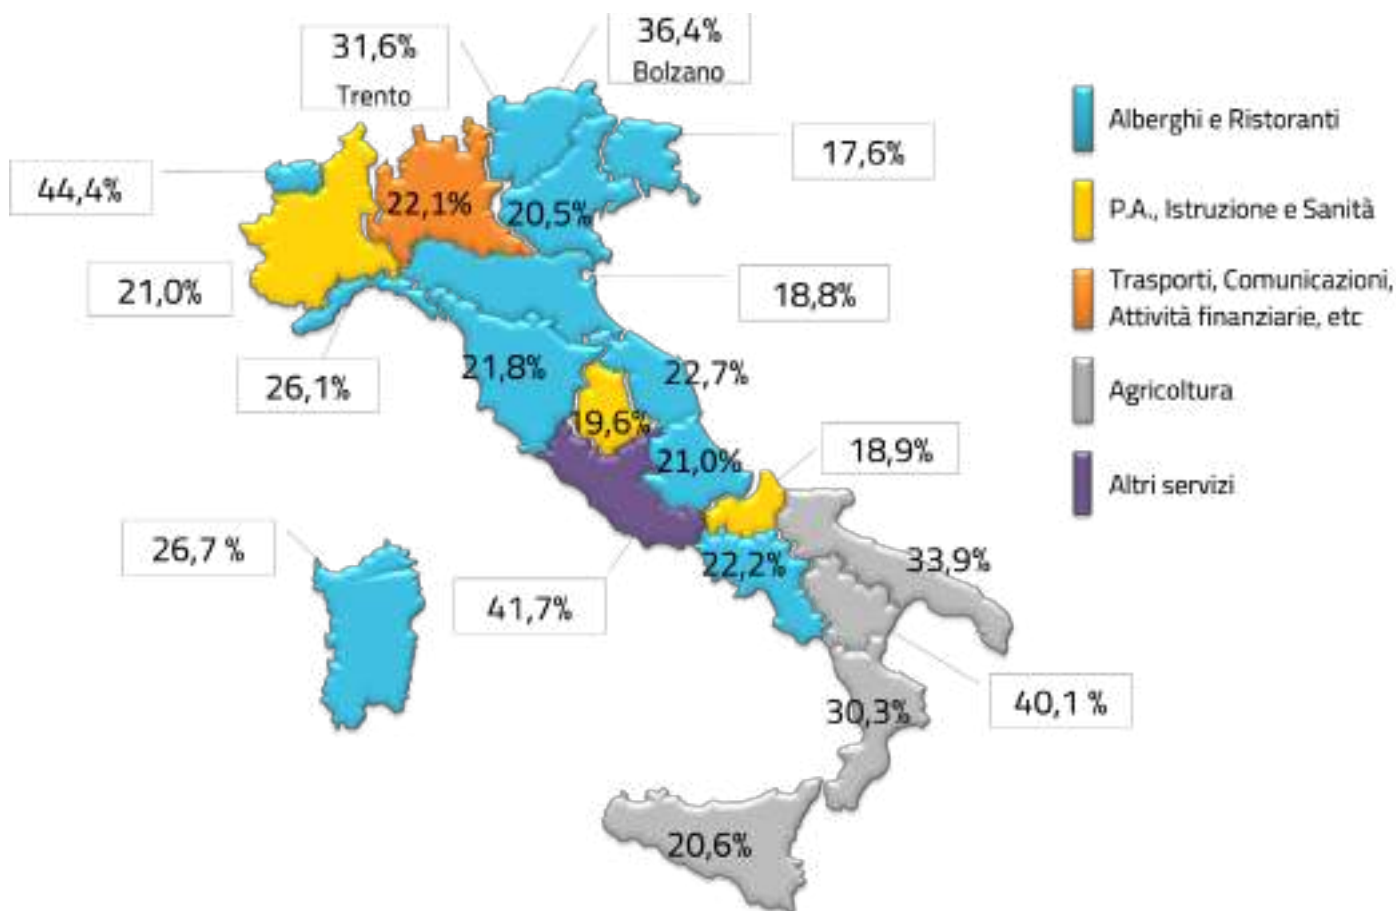 31,6%
Trento
36,4%
Bolzano
17,6%
44,4%
22,1%
20,5%
21,0%
18,8%
26,1%
21,8%
22,7%
19,6%
21,0%
18,9%
26,7 %
41,7%
22,2%
33,9%
40,1 %
30,3%
20,6%
Alberghi e Ristoranti
P.A., Istruzione e Sanità
Trasporti, Comunicazioni,
Attività finanziarie, etc
Agricoltura
Altri servizi